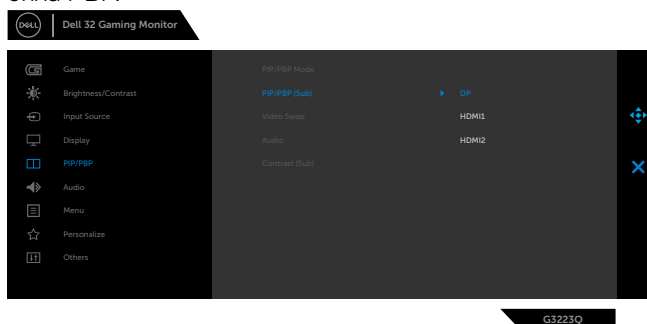 DELL
Dell 32 Gaming Monitor
Game
PIP/PBP Mode
Brightness/Contrast
PIP/PBP (Sub)
DP
Input Source
Video Swap
HDMI1
Display
Audio
HDMI2
PIP/PBP
Contrast (Sub)
Audio
Menu
Personalize
Others
G3223Q